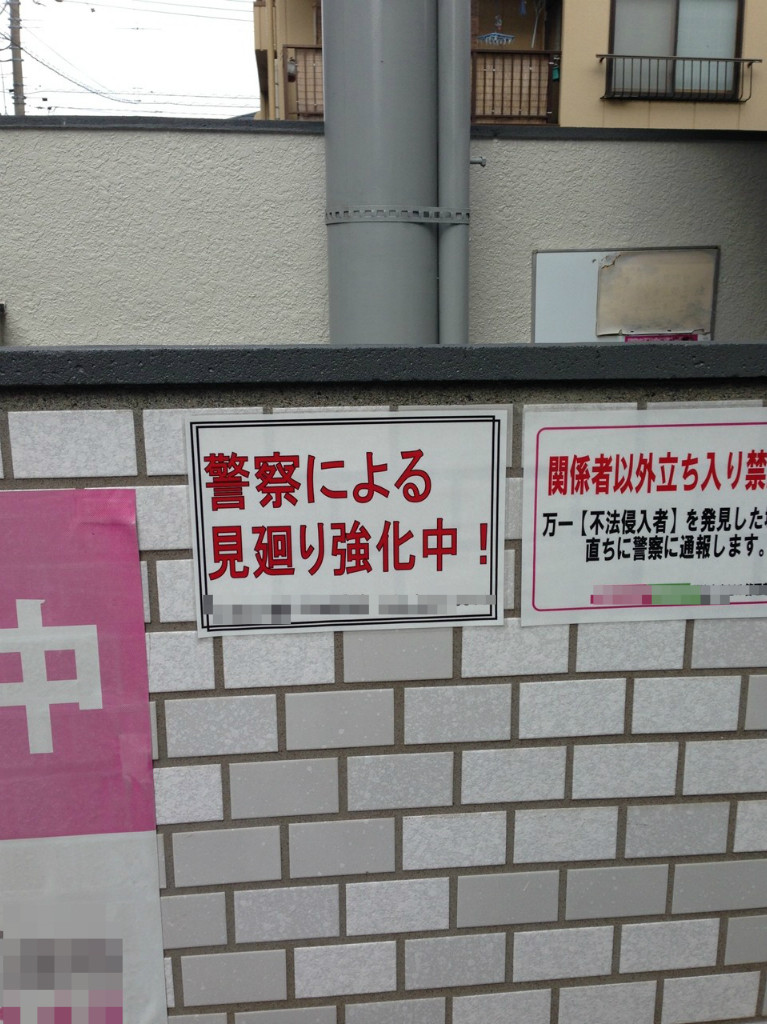 警察による
見廻り強化中!
関係者以外立ち入り禁
万一【不法侵入者】を発見した
直ちに警察に通報します。
中